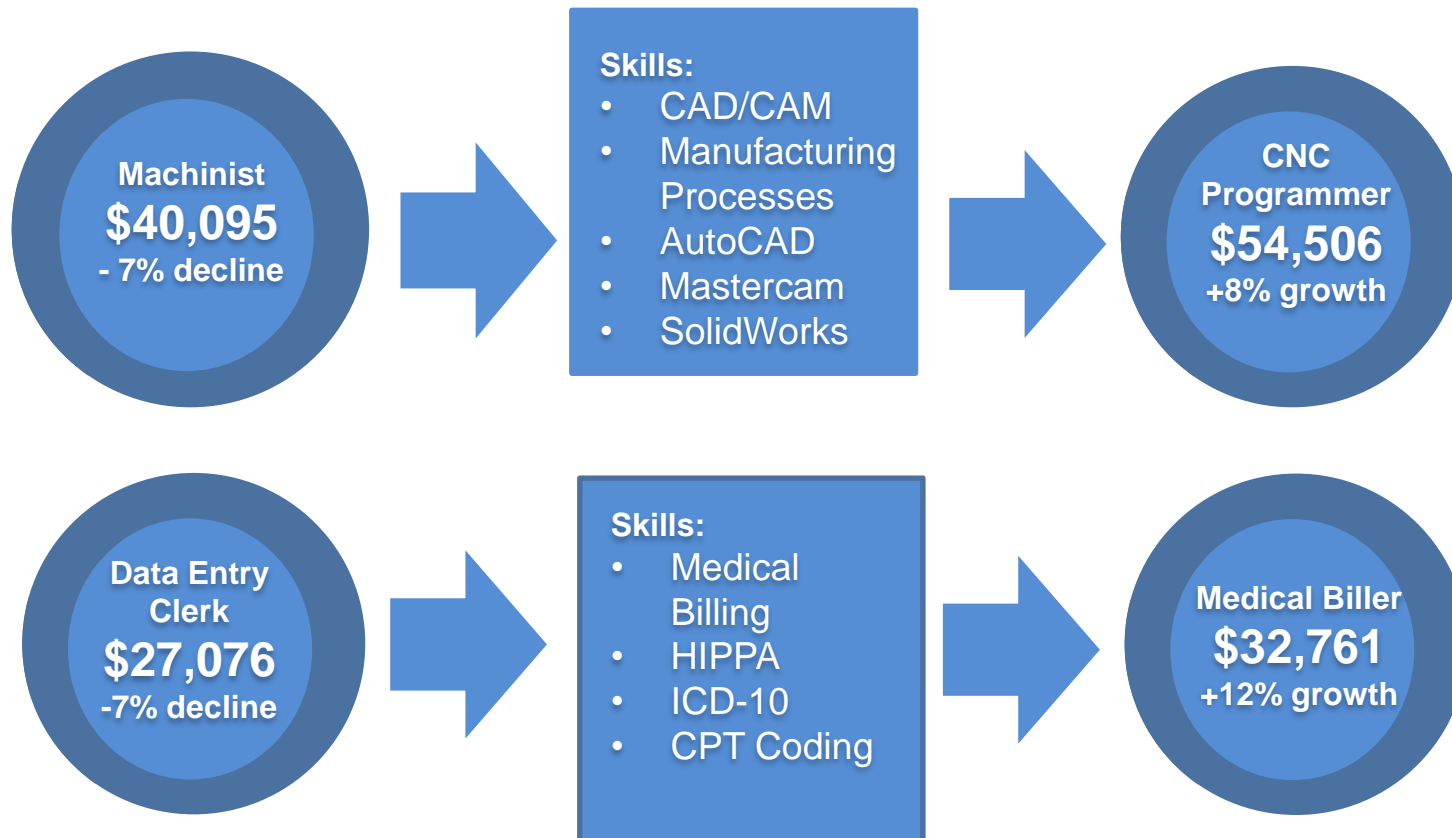 Machinist
$40,095
- 7% decline
Skills:
• CAD/CAM
• Manufacturing
Processes
• AutoCAD
• Mastercam
• SolidWorks
CNC
Programmer
$54,506
+8% growth
Data Entry
Clerk
$27,076
-7% decline
Skills:
• Medical
Billing
• HIPPA
• ICD-10
• CPT Coding
Medical Biller
$32,761
+12% growth